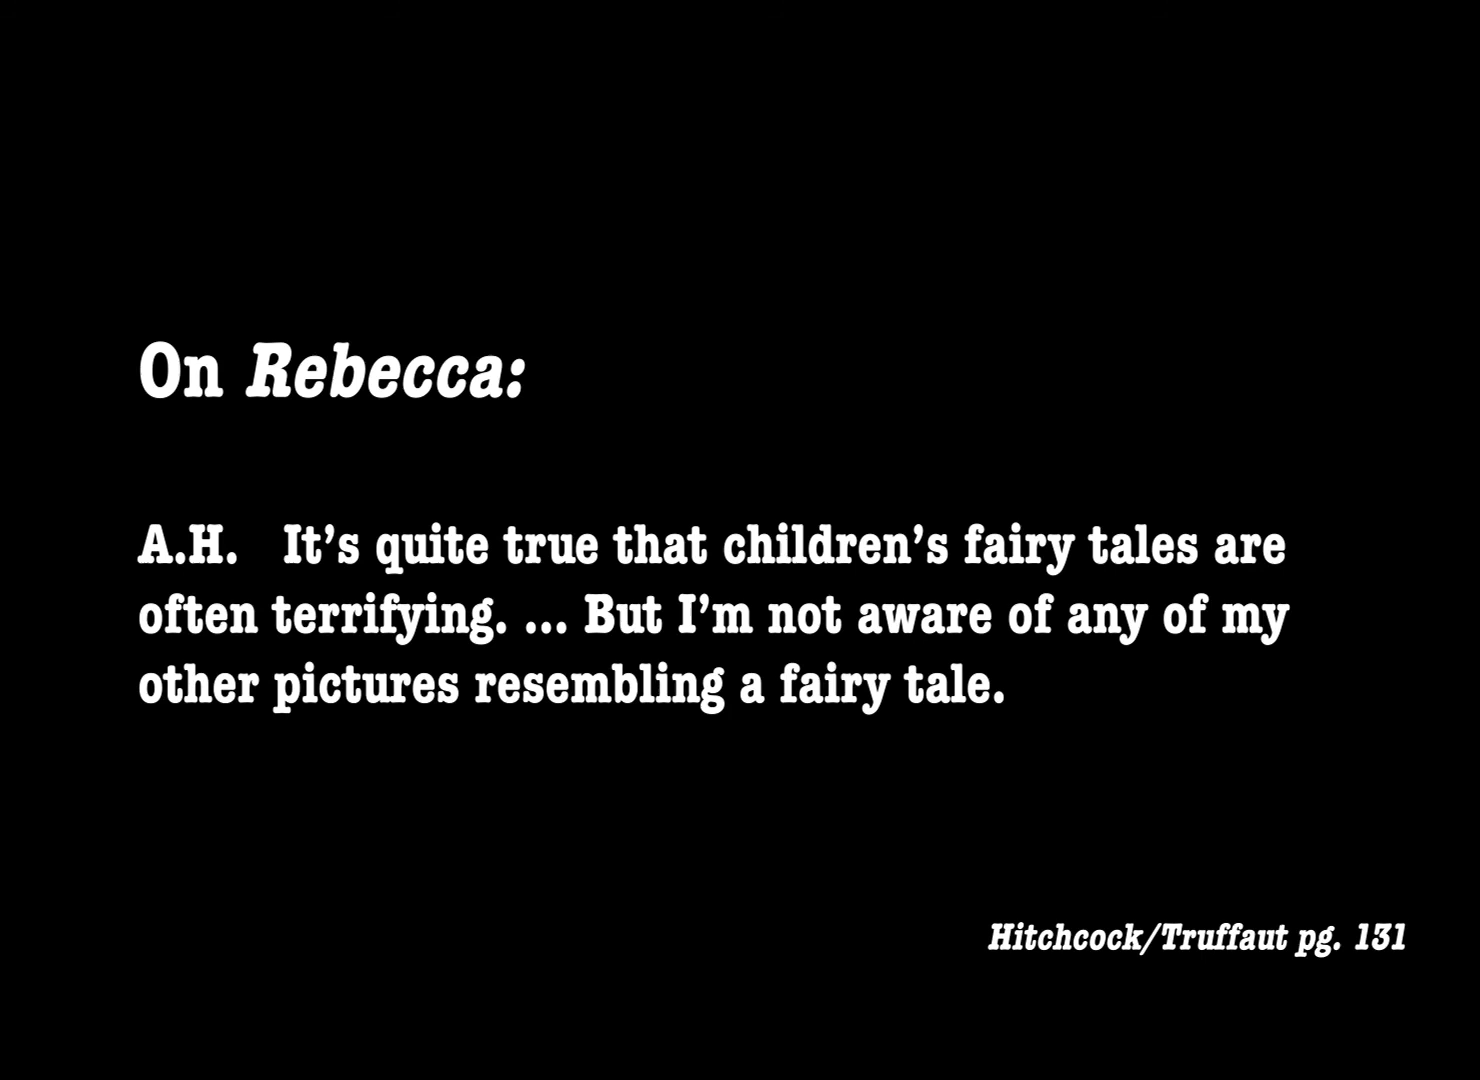 On Rebecca:
A.H. It’s quite true that children’s fairy tales are
often terrifying. ... But I’m not aware of any of my
other pictures resembling a fairy tale.
Hitchcock/Truffaut pg. 131